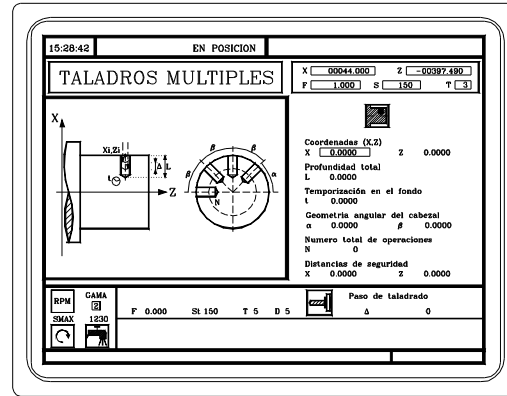 15:28:42 EN POSICION
TALADROS MULTIPLES
X 00044.000 Z -00397.490
F 1.000 S 150 T 3
X
Xi,Zi
Δ L
t
Z
β β β α
N
Coordenadas (X,Z)
X 0.0000 Z 0.0000
Profundidad total
L 0.0000
Temporización en el fondo
t 0.0000
Geometria angular del cabezal
α 0.0000 β 0.0000
Numero total de operaciones
N 0
Distancias de seguridad
X 0.0000 Z 0.0000
RPM GAMA
2
SMAX 1230
F 0.000 St 150 T 5 D 5
Paso de taladrado
Δ 0